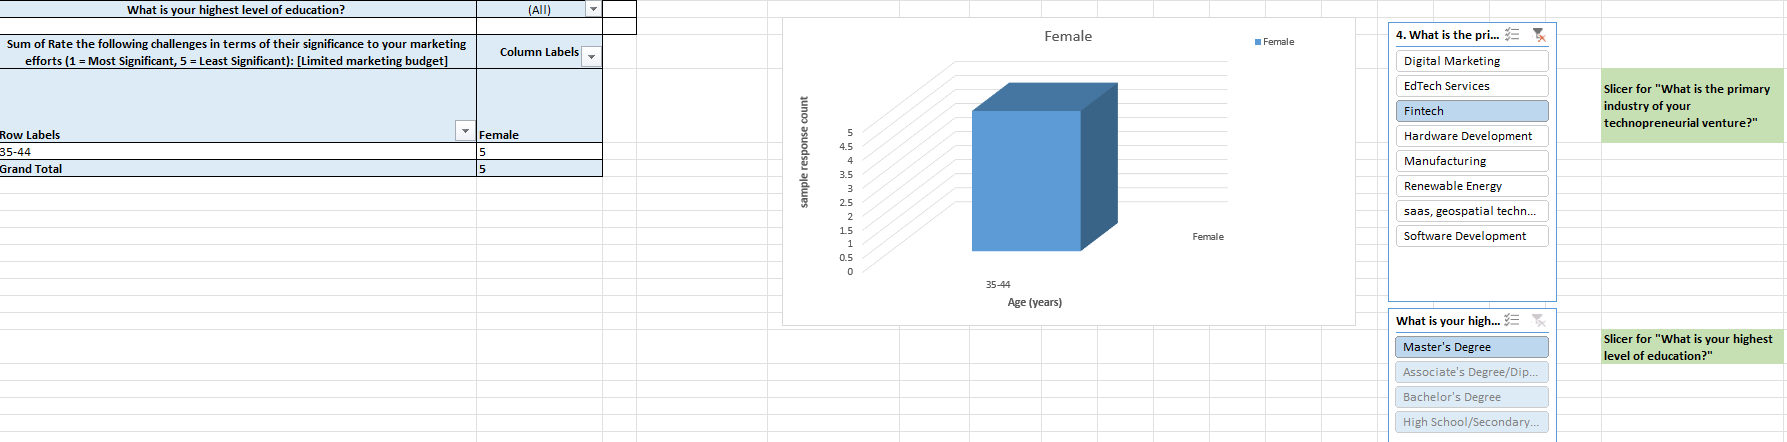 What is your highest level of education?
(All)
Sum of Rate the following challenges in terms of their significance to your marketing
efforts (1 = Most Significant, 5 = Least Significant): [Limited marketing budget]
Column Labels
Row Labels
Female
35-44
5
Grand Total
5
Female
Female
sample response count
5
4.5
4
3.5
3
2.5
2
1.5
1
0.5
0
Female
35-44
Age (years)
4. What is the pri...
Digital Marketing
EdTech Services
Fintech
Hardware Development
Manufacturing
Renewable Energy
saas, geospatial techn...
Software Development
Slicer for "What is the primary
industry of your
technopreneurial venture?"
What is your high...
Master's Degree
Associate's Degree/Dip...
Bachelor's Degree
High School/Secondary...
Slicer for "What is your highest
level of education?"